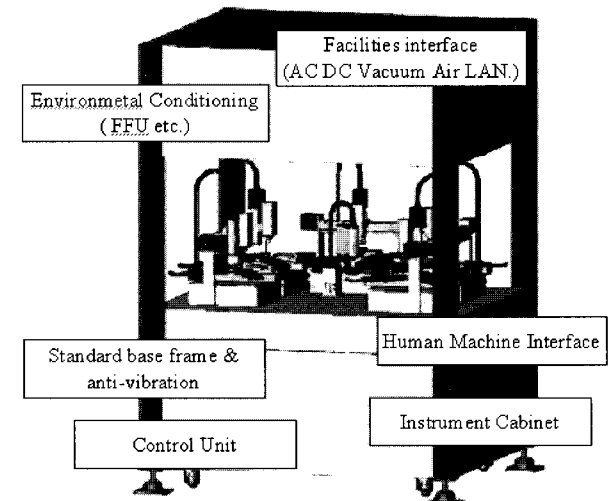 Facilities interface
(AC DC Vacuum Air LAN.)
Environmetal Conditioning
( FFU etc.)
Human Machine Interface
Standard base frame &
anti-vibration
Instrument Cabinet
Control Unit